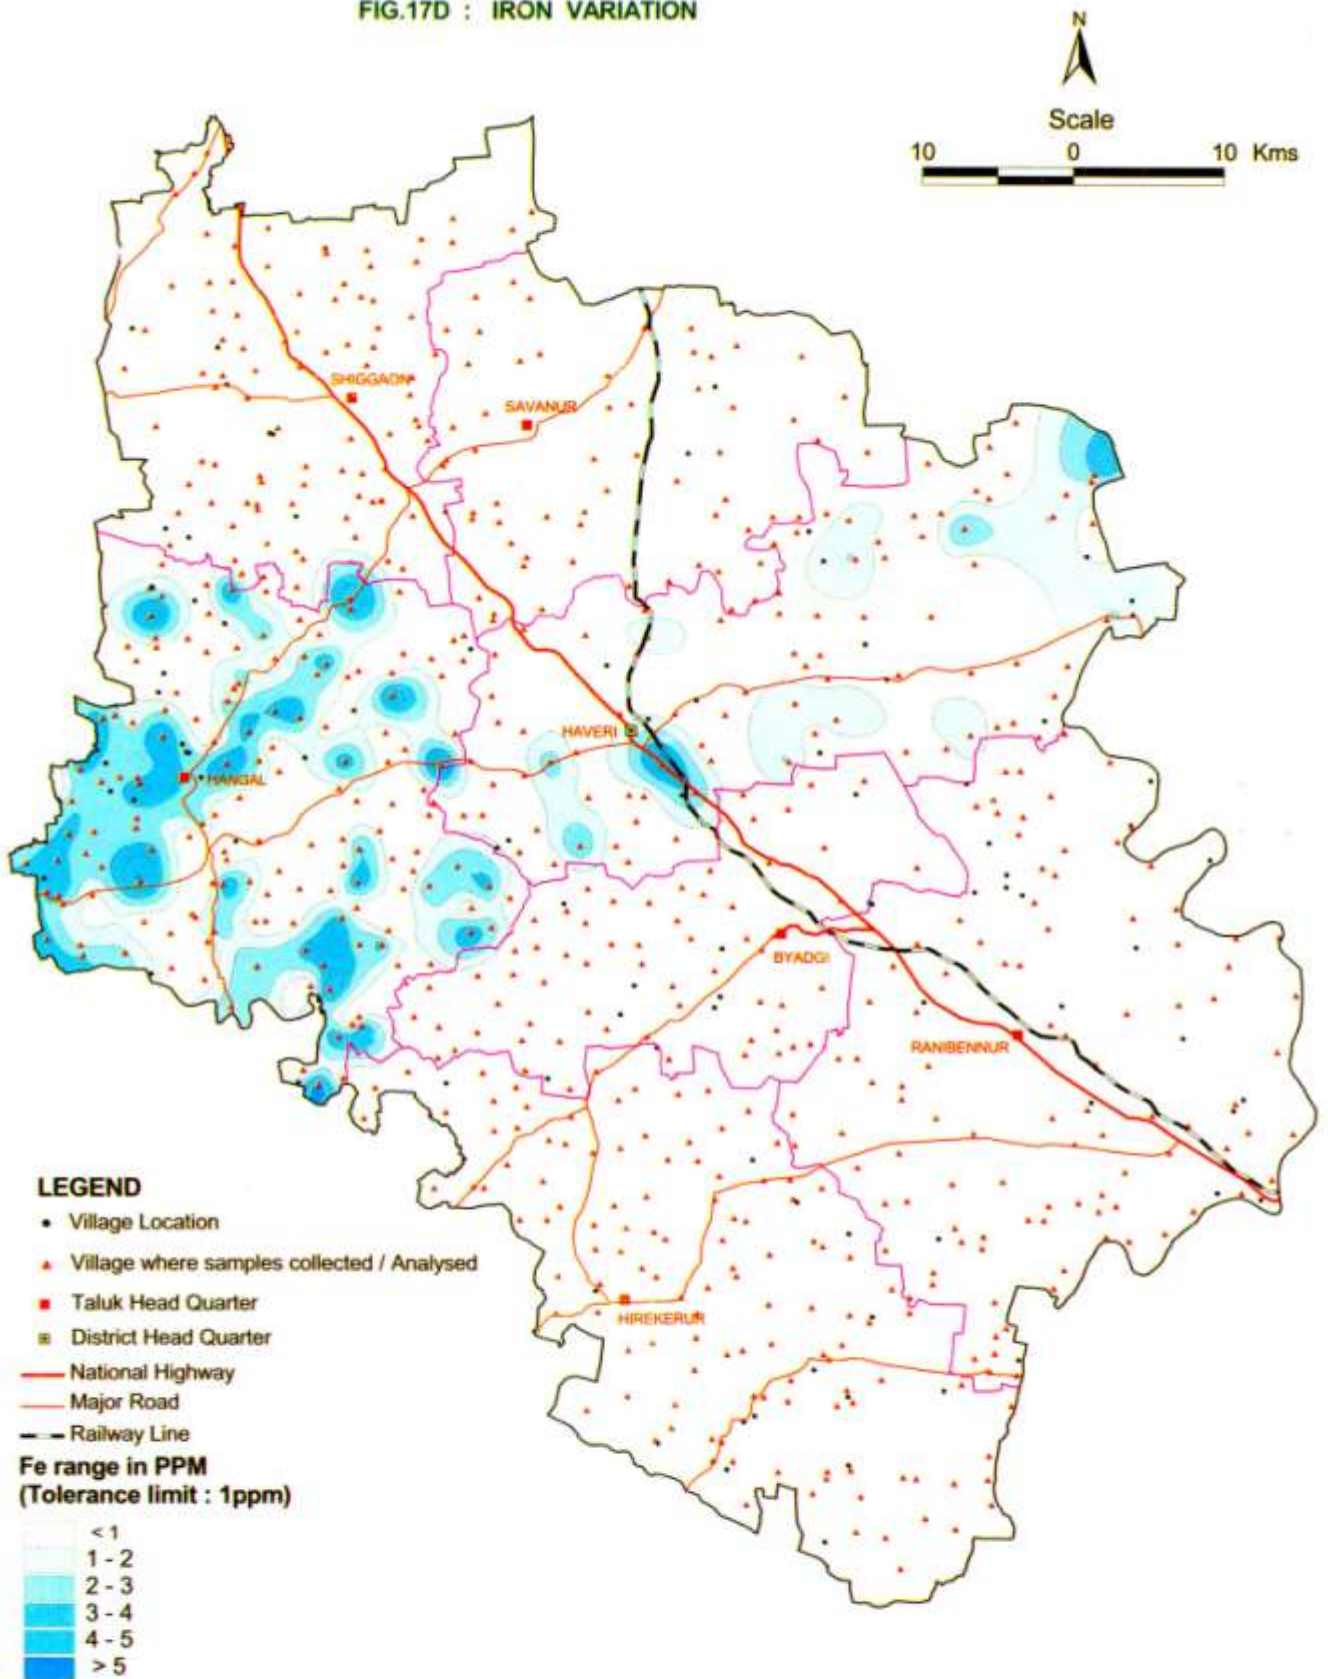 FIG.17D : IRON VARIATION
N
Scale
10 0 10 Kms
SHIGGAON
SAVANUR
HAVERI
HANGAL
BYADGI
RANIBENNUR
HIREKERUR
LEGEND
Village Location
Village where samples collected / Analysed
Taluk Head Quarter
District Head Quarter
National Highway
Major Road
Railway Line
Fe range in PPM
(Tolerance limit : 1ppm)
< 1
1 - 2
2 - 3
3 - 4
4 - 5
> 5